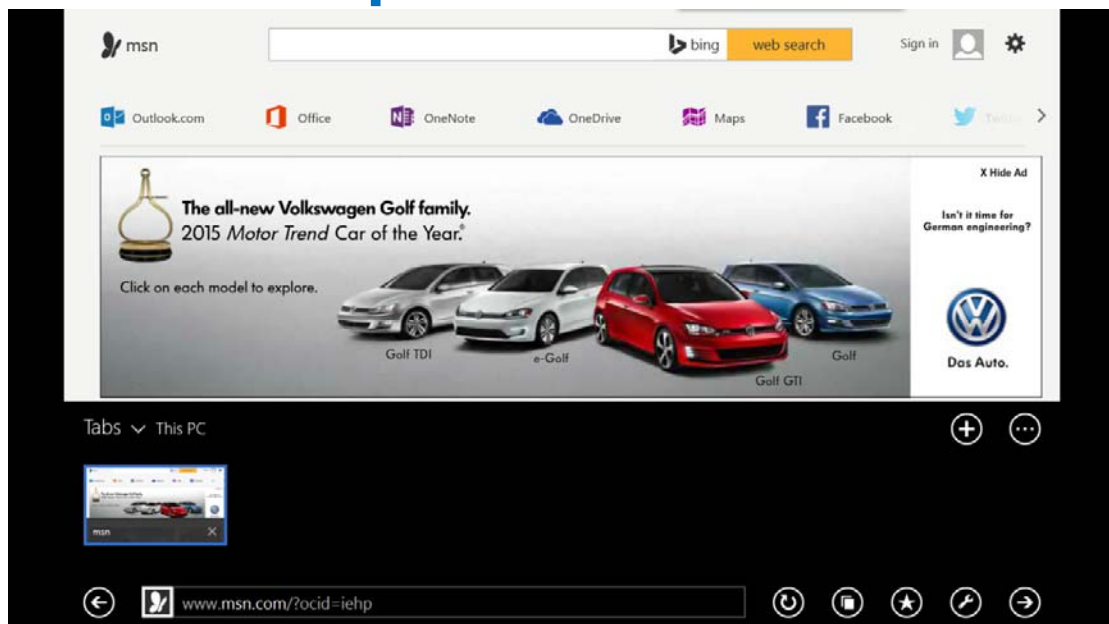 msn
bing
web search
Sign in
Outlook.com
Office
OneNote
OneDrive
Maps
Facebook
X Hide Ad
The all-new Volkswagen Golf family.
2015 Motor Trend Car of the Year.®
Click on each model to explore.
Isn't it time for
German engineering?
Golf TDI
e-Golf
Golf GTI
Golf
Das Auto.
Tabs This PC
msn
www.msn.com/?ocid=iehp